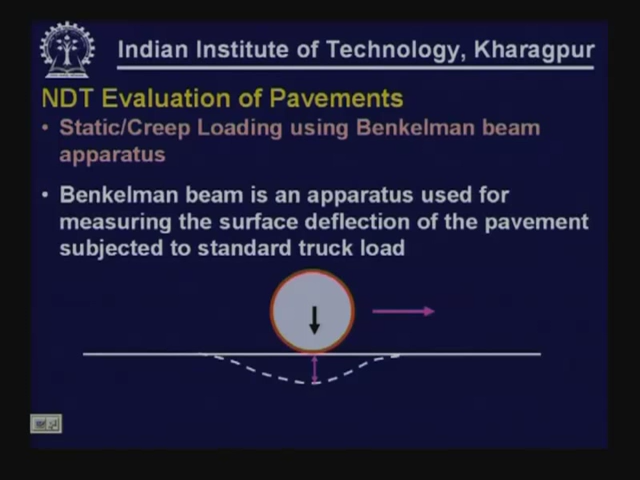 Indian Institute of Technology, Kharagpur
NDT Evaluation of Pavements
• Static/Creep Loading using Benkelman beam
apparatus
• Benkelman beam is an apparatus used for
measuring the surface deflection of the pavement
subjected to standard truck load